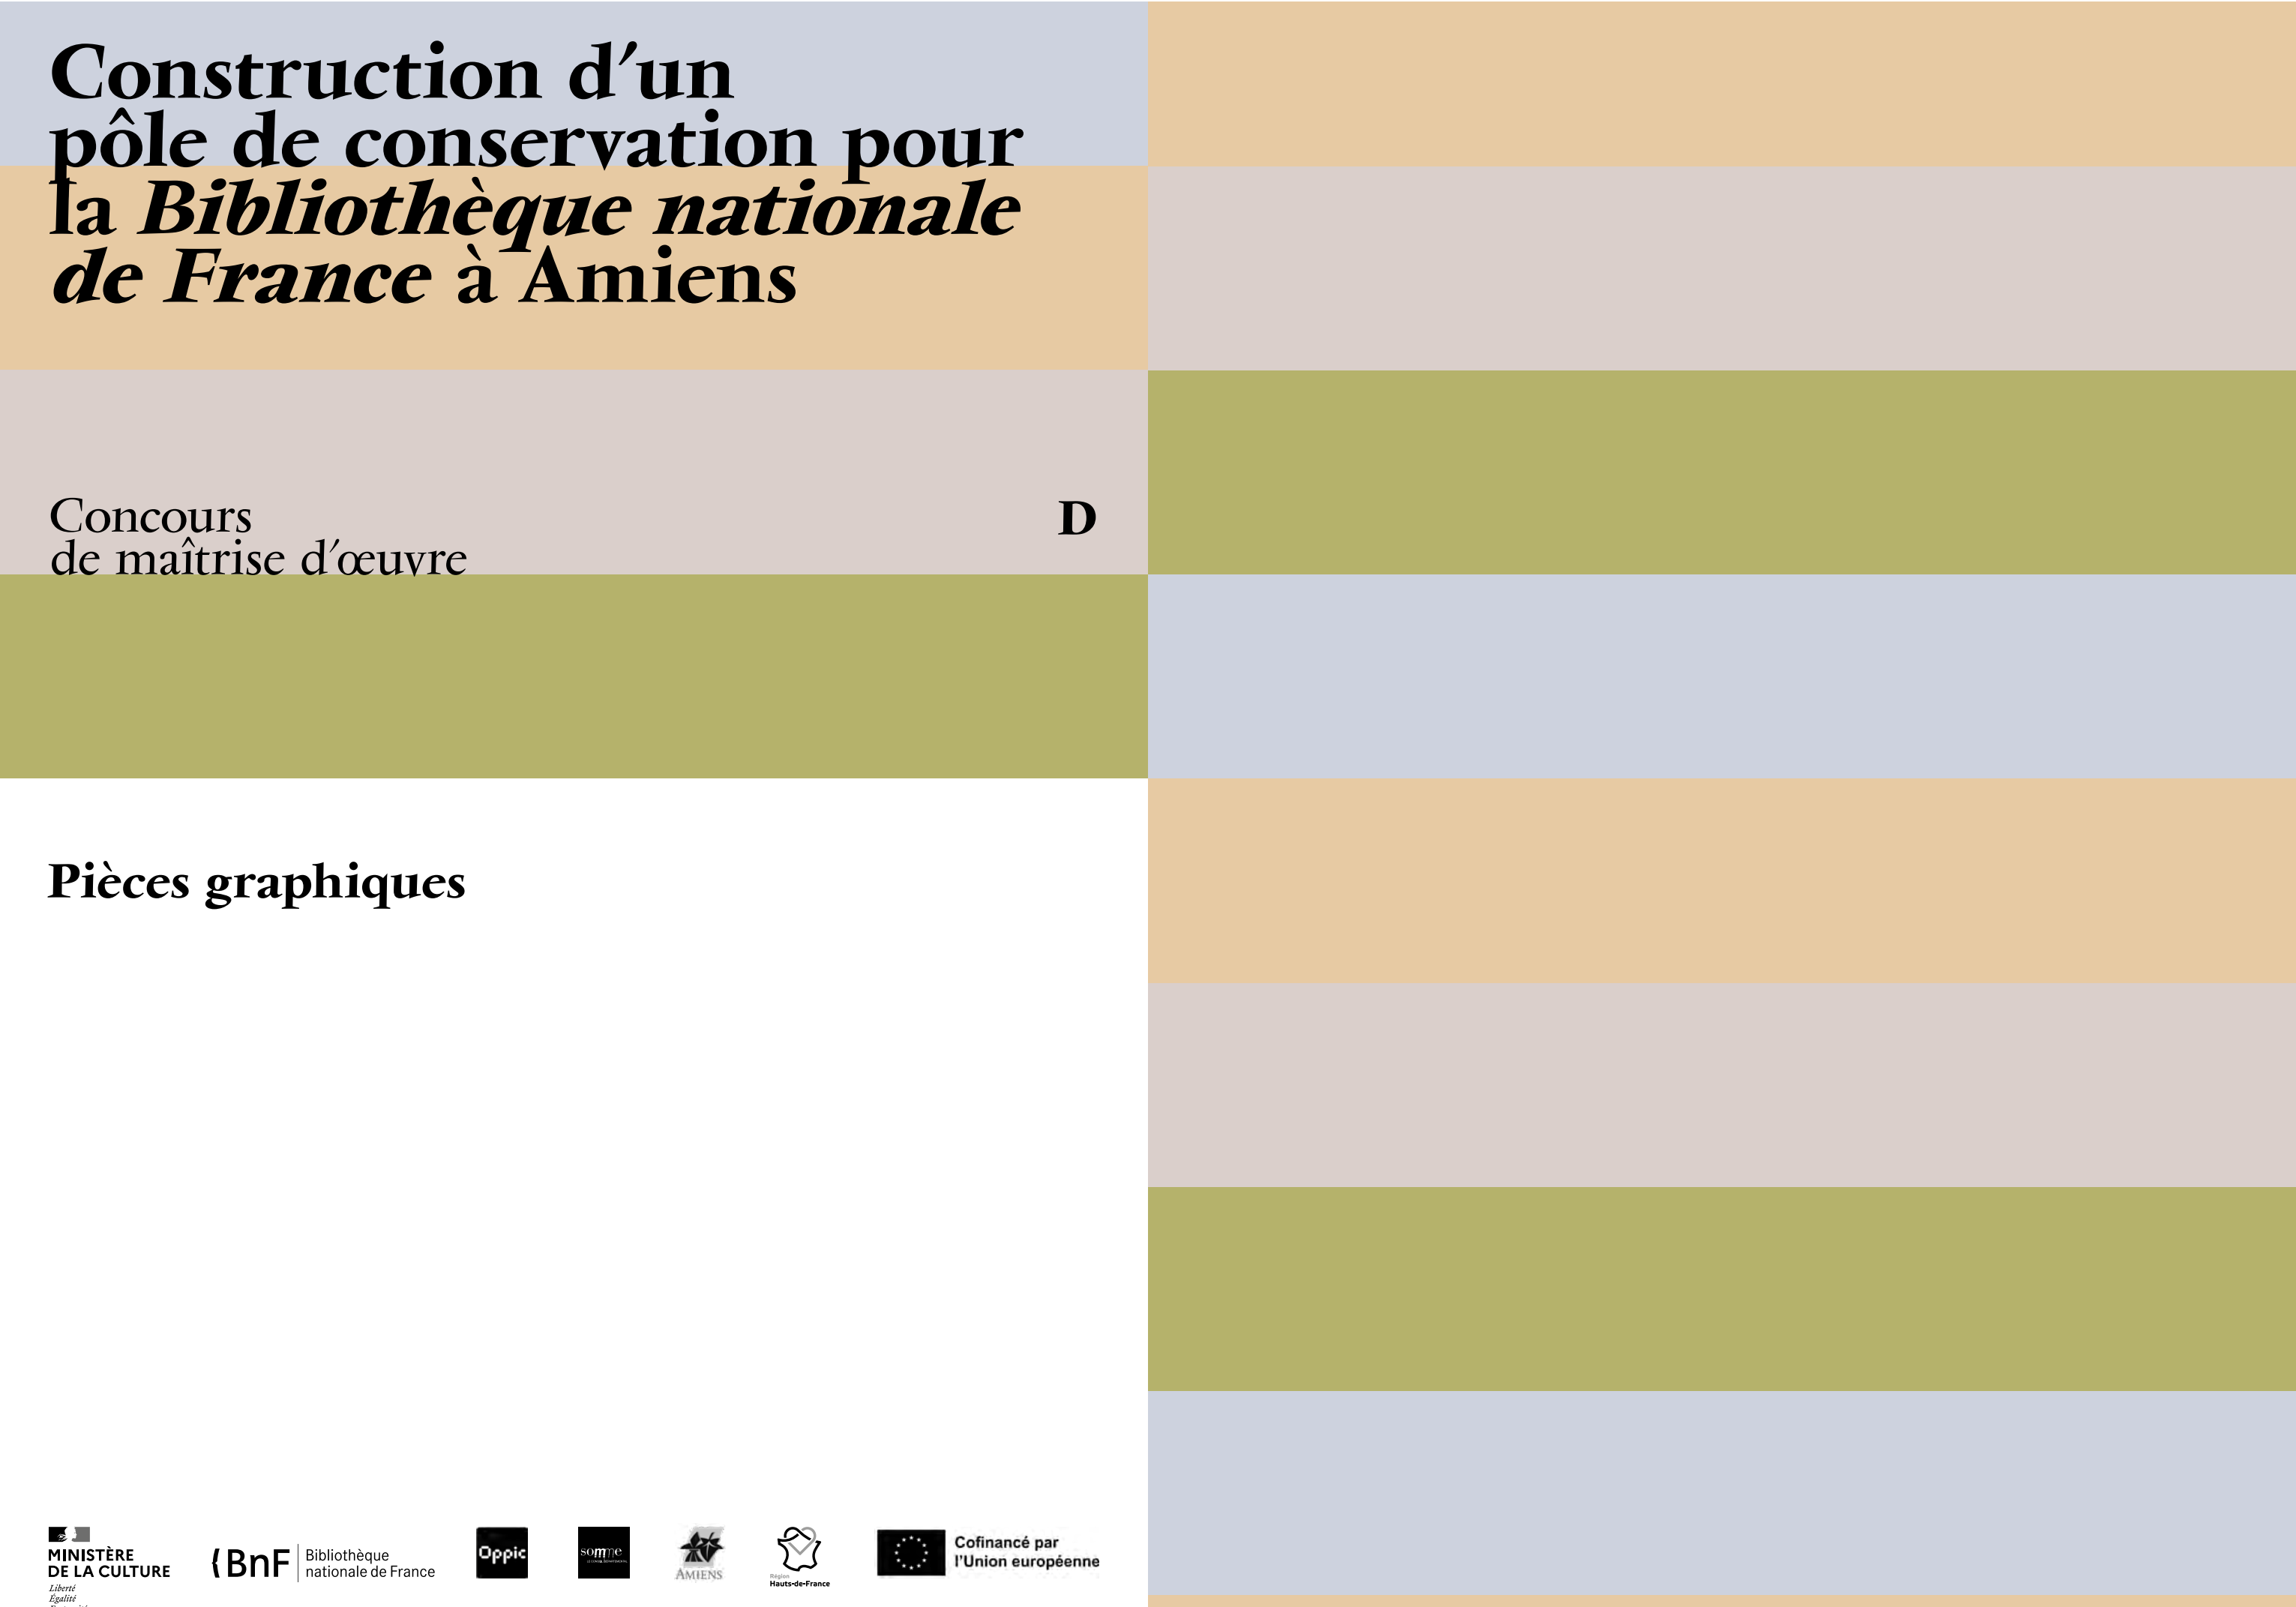 Construction d’un
pôle de conservation pour
la Bibliothèque nationale
de France à Amiens
Concours
de maîtrise d’œuvre
D
Pièces graphiques
MINISTÈRE
DE LA CULTURE
Liberté
Égalité
BnF
Bibliothèque
nationale de France
Oppic
somme
AMIENS
Région
Hauts-de-France
Cofinancé par
l’Union européenne